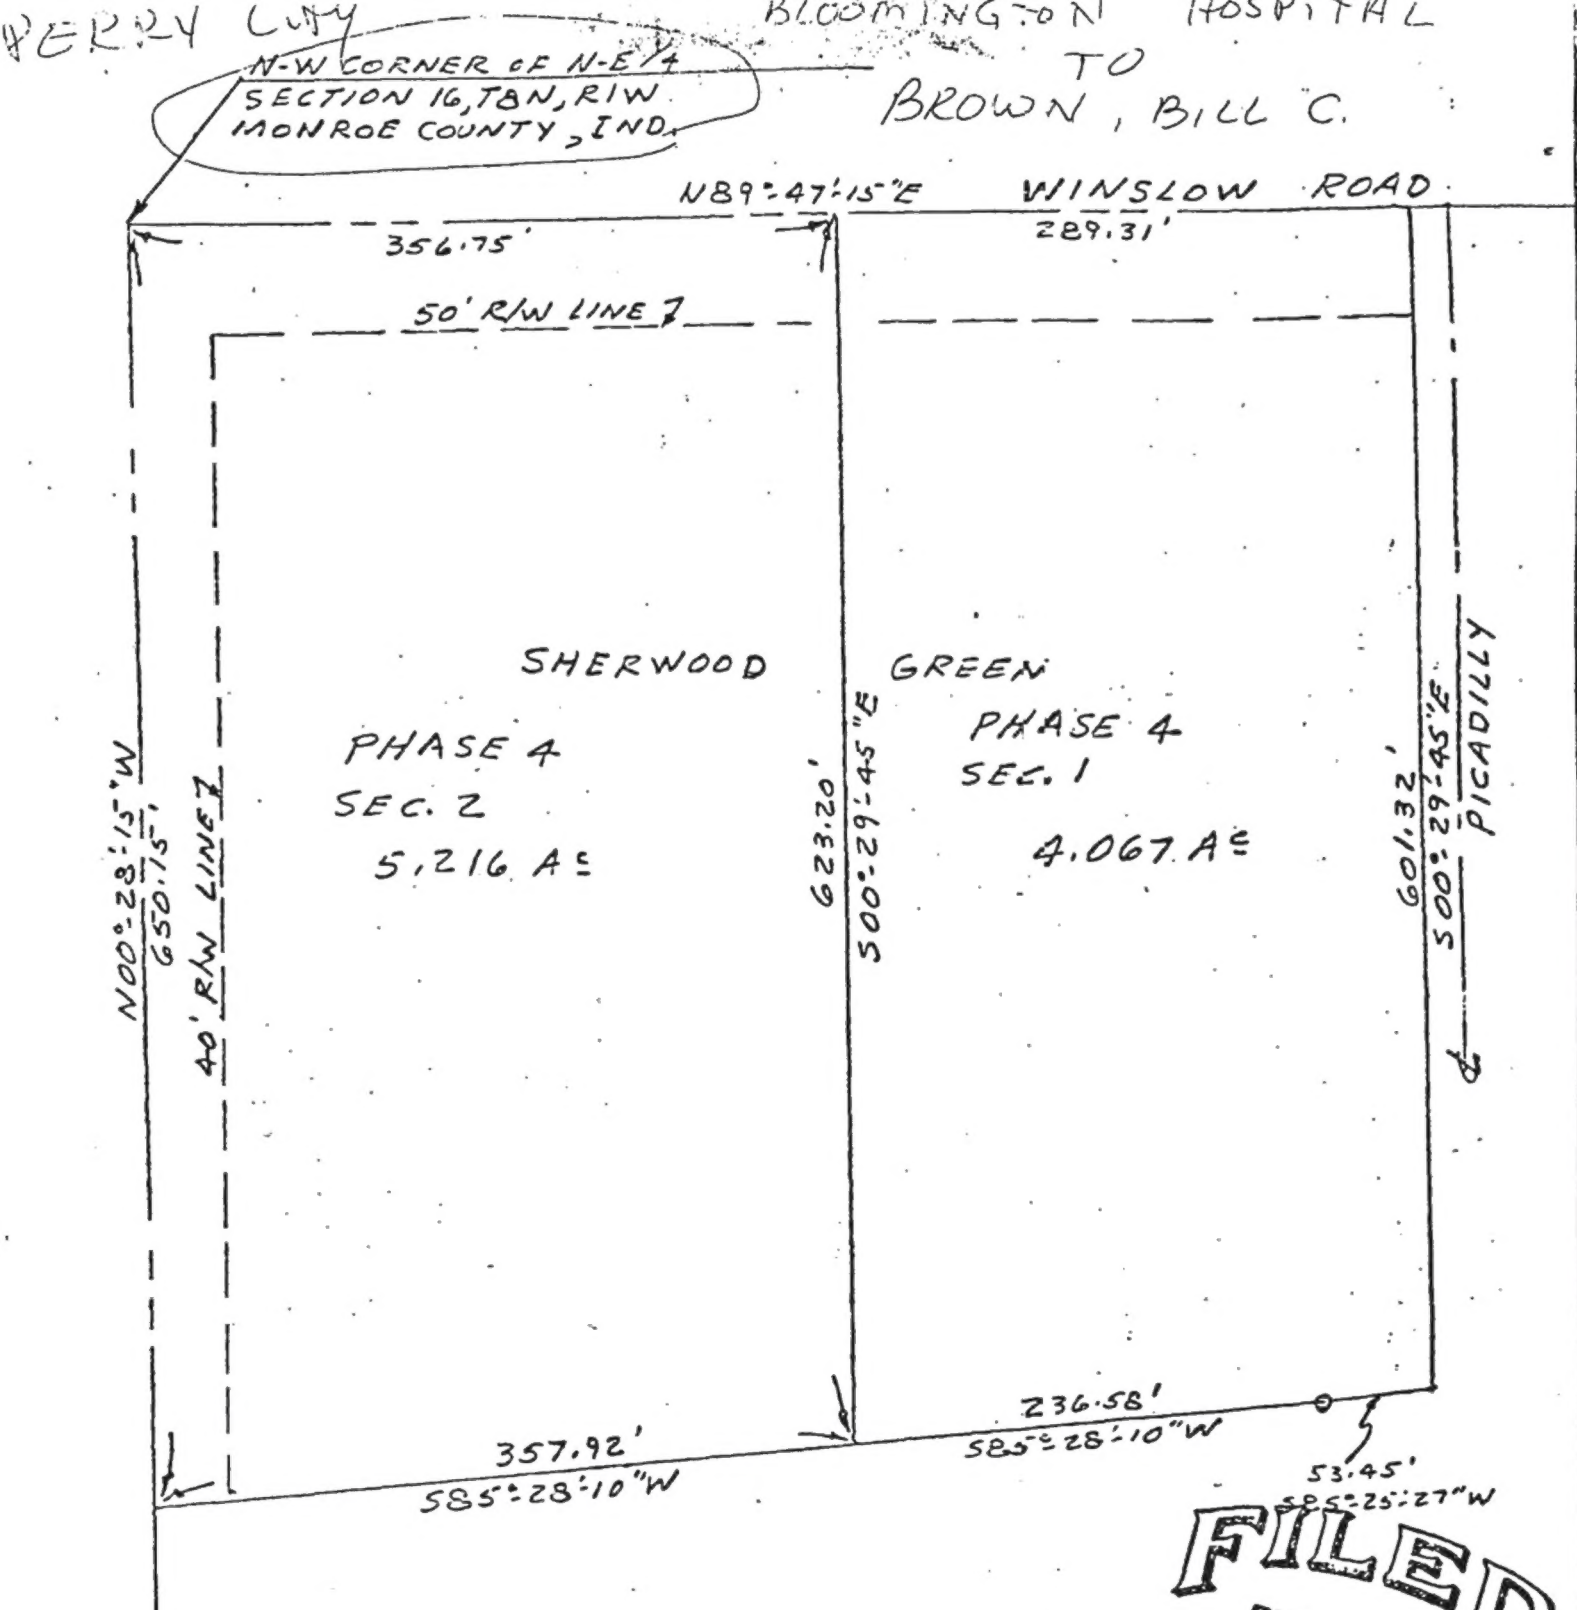 PERRY CITY
BLOOMINGTON HOSPITAL
TO
BROWN, BILL C.
N-W CORNER OF N-E 1/4
SECTION 16, T8N, R1W
MONROE COUNTY, IND.
N89°-47'-15"E WINSLOW ROAD
356.75' 289.31'
50' R/W LINE
SHERWOOD GREEN
PHASE 4
SEC. 2
5.216 Ac
PHASE 4
SEC. 1
4.067 Ac
N00°-28'-15"W
650.15'
40' R/W LINE
623.20'
S00°-29'-45"E
601.32'
S00°-29'-45"E
PICADILLY
357.92'
S85°-28'-10"W
236.58'
S85°-28'-10"W
53.45'
S85°-25'-27"W
FILED